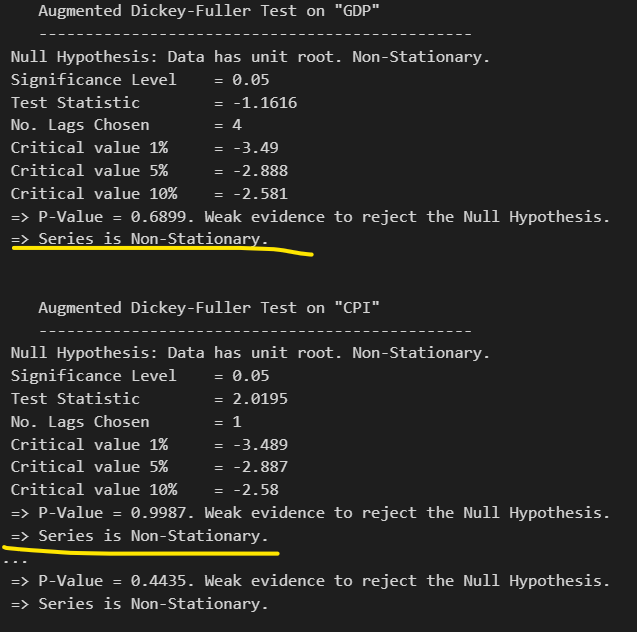 Augmented Dickey-Fuller Test on "GDP"
-----------------------------------------------
Null Hypothesis: Data has unit root. Non-Stationary.
Significance Level = 0.05
Test Statistic = -1.1616
No. Lags Chosen = 4
Critical value 1% = -3.49
Critical value 5% = -2.888
Critical value 10% = -2.581
=> P-Value = 0.6899. Weak evidence to reject the Null Hypothesis.
=> Series is Non-Stationary.
Augmented Dickey-Fuller Test on "CPI"
-----------------------------------------------
Null Hypothesis: Data has unit root. Non-Stationary.
Significance Level = 0.05
Test Statistic = 2.0195
No. Lags Chosen = 1
Critical value 1% = -3.489
Critical value 5% = -2.887
Critical value 10% = -2.58
=> P-Value = 0.9987. Weak evidence to reject the Null Hypothesis.
=> Series is Non-Stationary.
...
=> P-Value = 0.4435. Weak evidence to reject the Null Hypothesis.
=> Series is Non-Stationary.